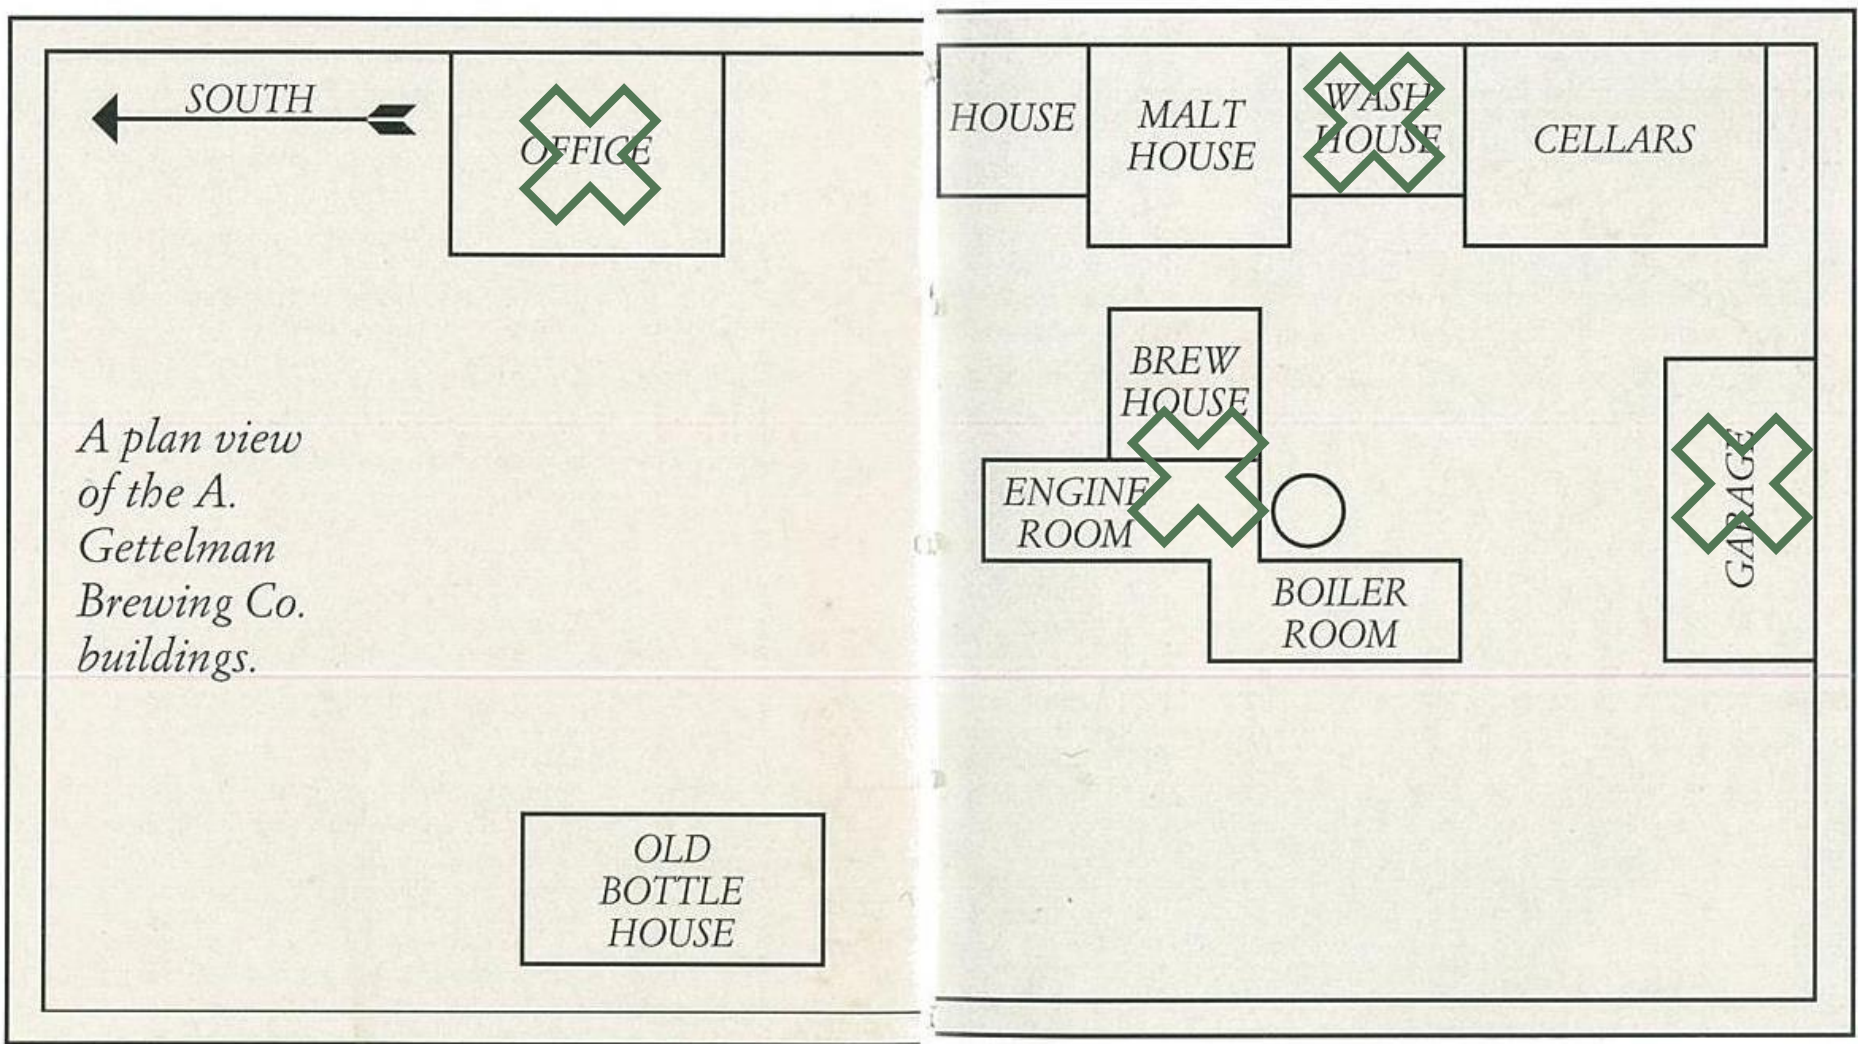 SOUTH
OFFICE
HOUSE
MALT
HOUSE
WASH
HOUSE
CELLARS
BREW
HOUSE
ENGINE
ROOM
BOILER
ROOM
GARAGE
A plan view
of the A.
Gettelman
Brewing Co.
buildings.
OLD
BOTTLE
HOUSE